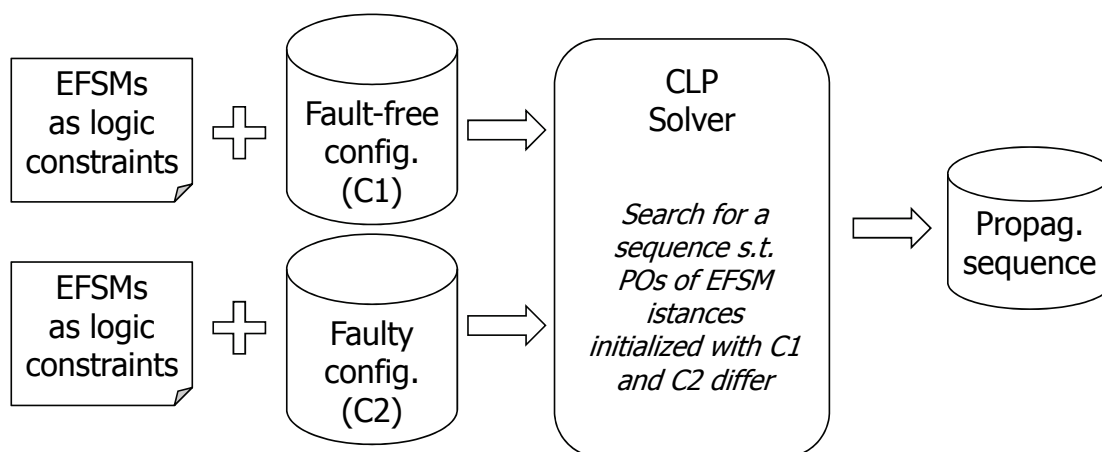 EFSMs
as logic
constraints
Fault-free
config.
(C1)
EFSMs
as logic
constraints
Faulty
config.
(C2)
CLP
Solver
Search for a
sequence s.t.
POs of EFSM
istances
initialized with C1
and C2 differ
Propag.
sequence